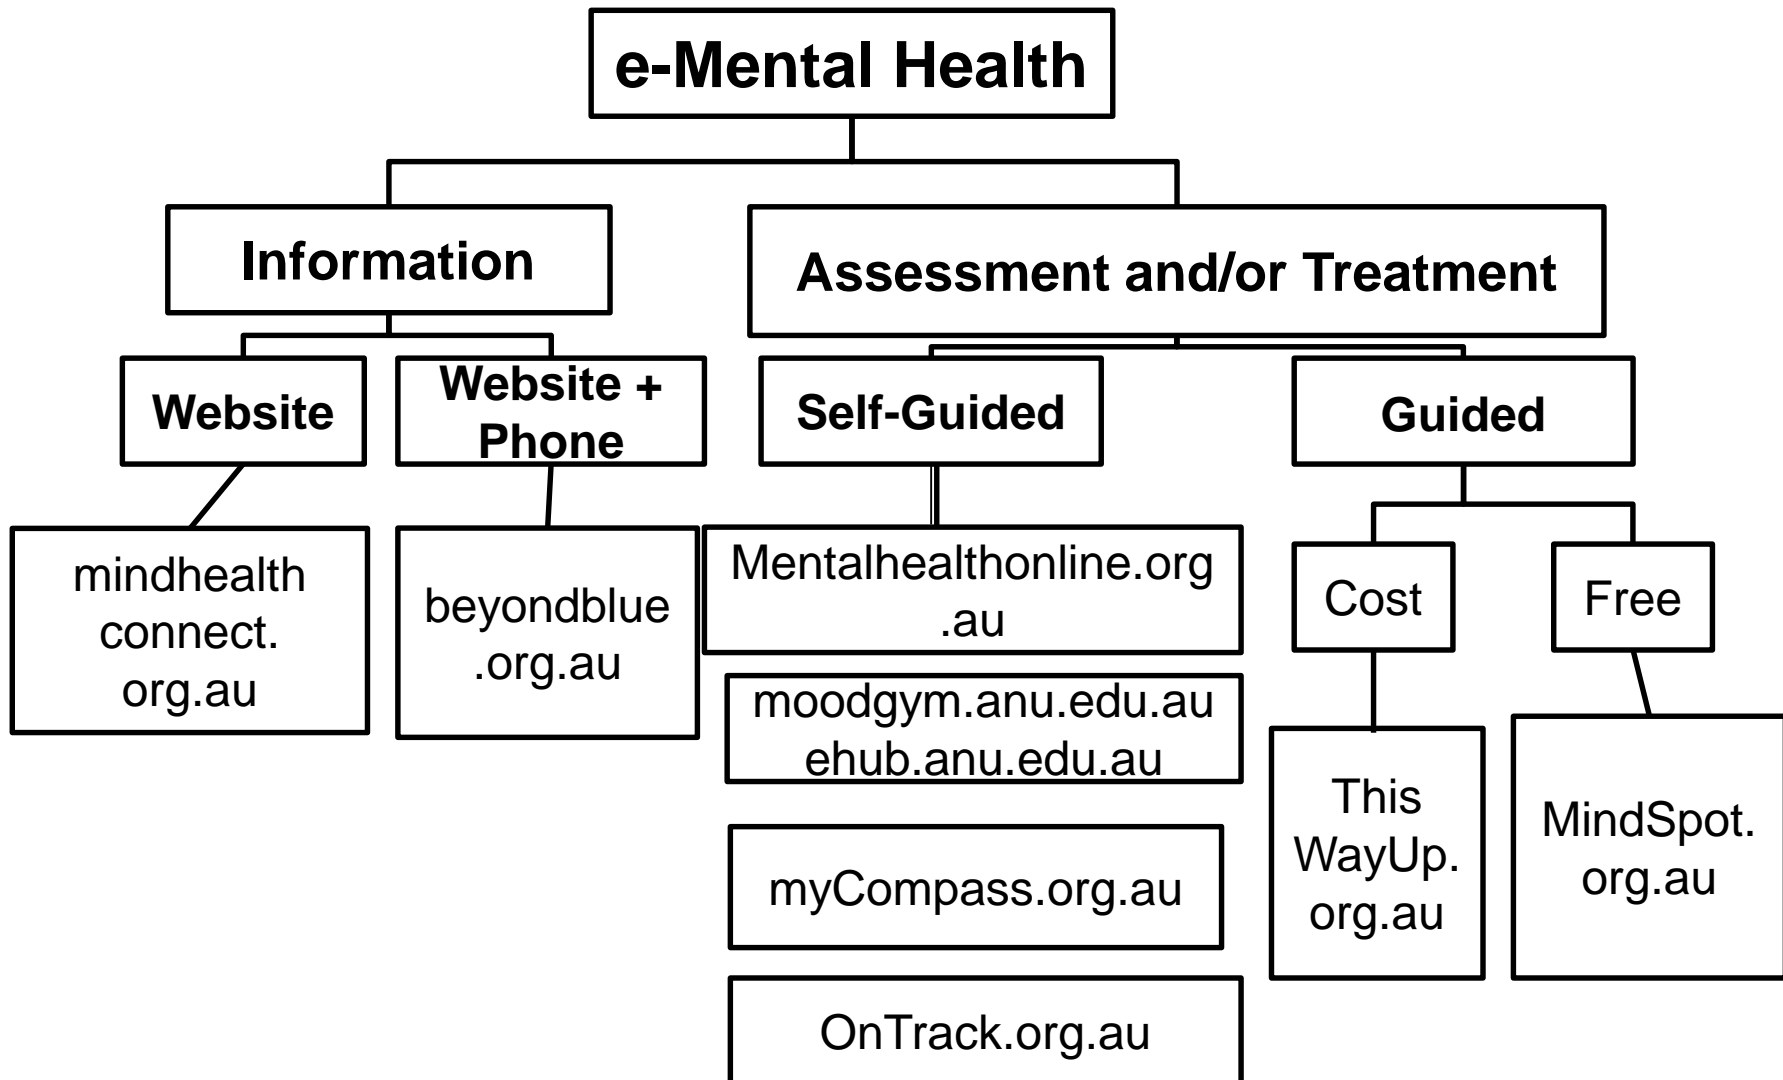 e-Mental Health
Information
Assessment and/or Treatment
Website
Website +
Phone
Self-Guided
Guided
mindhealth
connect.
org.au
beyondblue
.org.au
Mentalhealthonline.org
.au
moodgym.anu.edu.au
ehub.anu.edu.au
myCompass.org.au
OnTrack.org.au
Cost
Free
This
WayUp.
org.au
MindSpot.
org.au